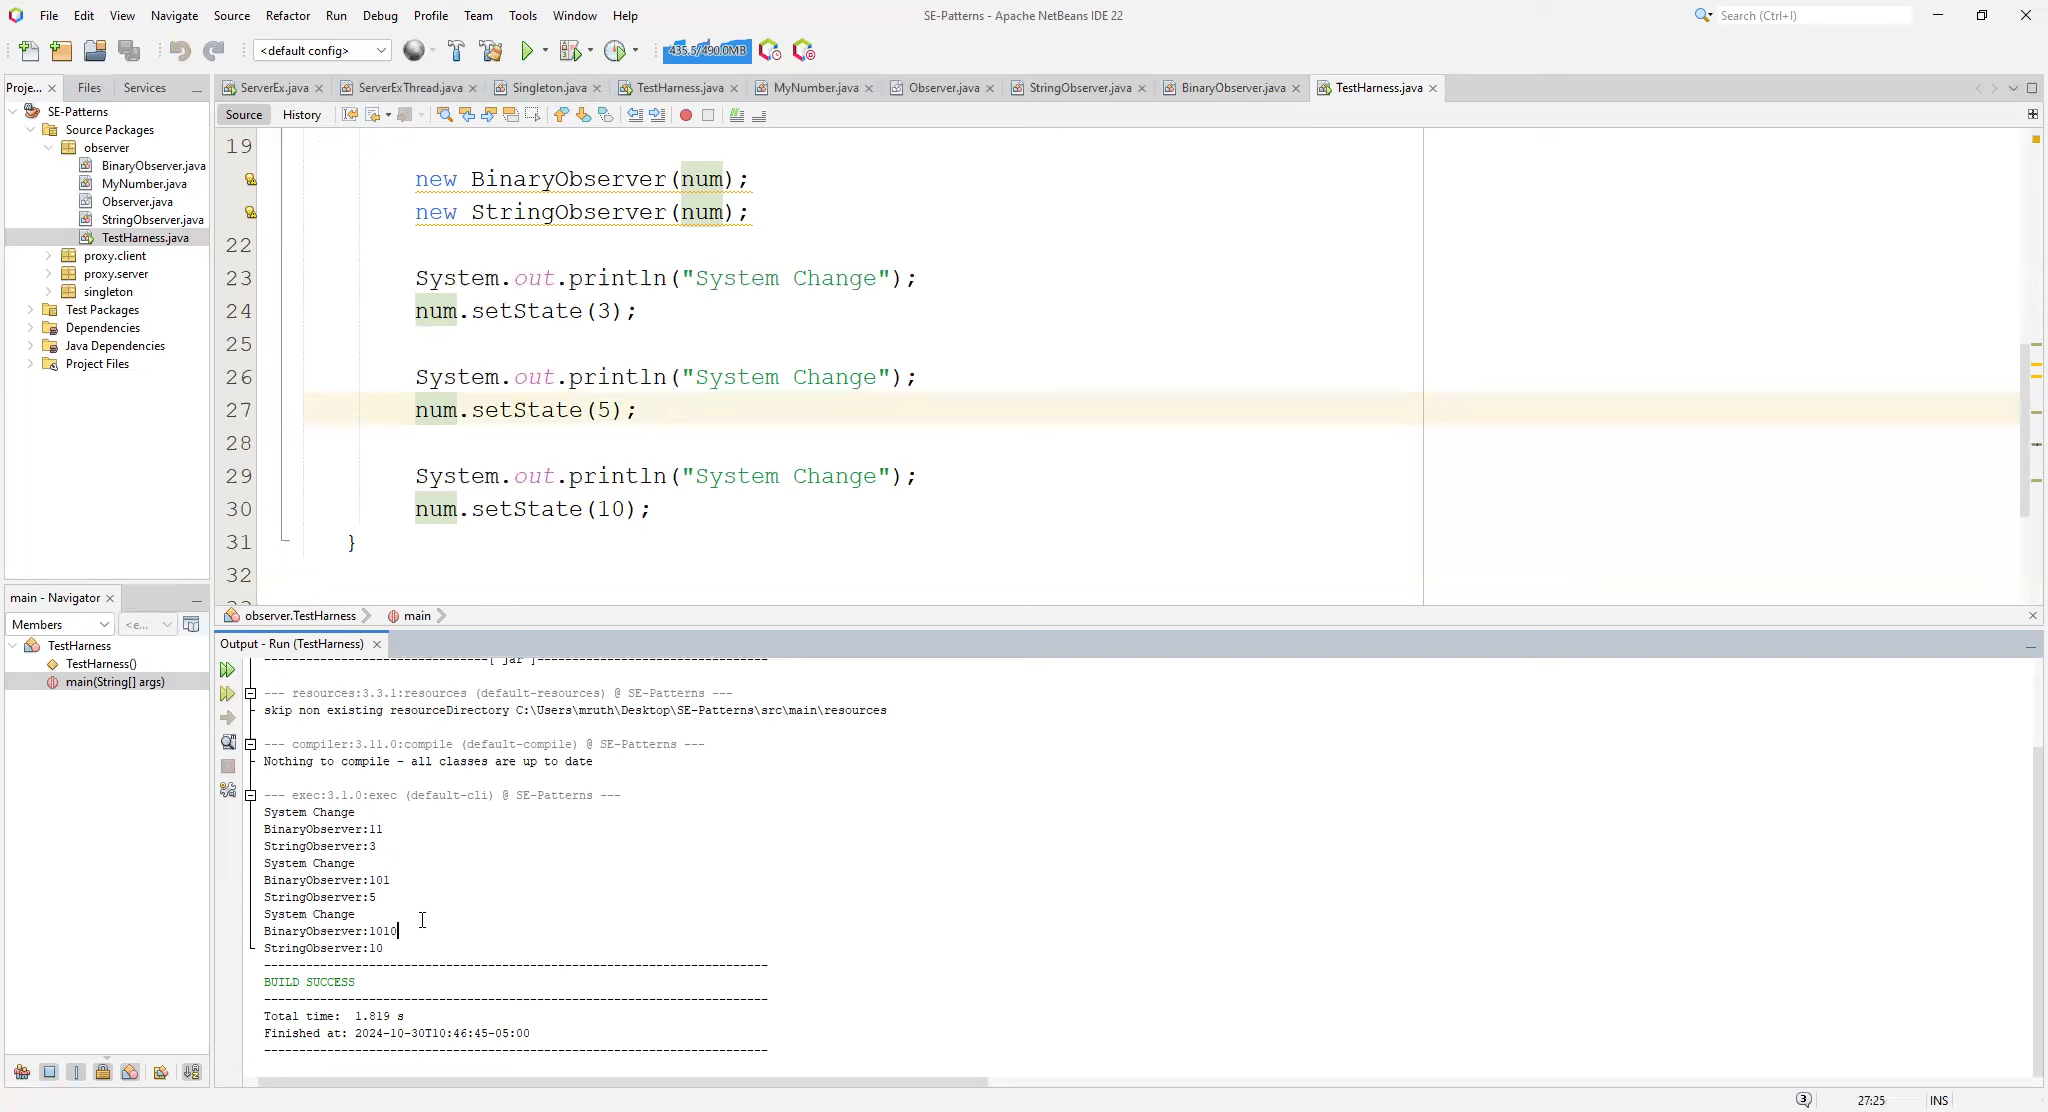 File Edit View Navigate Source Refactor Run Debug Profile Team Tools Window Help
SE-Patterns - Apache NetBeans IDE 22
Search (Ctrl+I)
<default config>
435.5/490.0MB
Proje... Files Services
ServerEx.java ServerExThread.java Singleton.java TestHarness.java MyNumber.java Observer.java StringObserver.java BinaryObserver.java TestHarness.java
Source History
SE-Patterns
Source Packages
observer
BinaryObserver.java
MyNumber.java
Observer.java
StringObserver.java
TestHarness.java
proxy.client
proxy.server
singleton
Test Packages
Dependencies
Java Dependencies
Project Files
19
new BinaryObserver(num);
new StringObserver(num);
22
23 System.out.println("System Change");
24 num.setState(3);
25
26 System.out.println("System Change");
27 num.setState(5);
28
29 System.out.println("System Change");
30 num.setState(10);
31 }
32
observer.TestHarness main
main - Navigator
Members <e...
TestHarness
TestHarness()
main(String[] args)
Output - Run (TestHarness)
--------------------------------[ jar ]---------------------------------
--- resources:3.3.1:resources (default-resources) @ SE-Patterns ---
skip non existing resourceDirectory C:\Users\mruth\Desktop\SE-Patterns\src\main\resources
--- compiler:3.11.0:compile (default-compile) @ SE-Patterns ---
Nothing to compile - all classes are up to date
--- exec:3.1.0:exec (default-cli) @ SE-Patterns ---
System Change
BinaryObserver:11
StringObserver:3
System Change
BinaryObserver:101
StringObserver:5
System Change
BinaryObserver:1010
StringObserver:10
------------------------------------------------------------------------
BUILD SUCCESS
------------------------------------------------------------------------
Total time:  1.819 s
Finished at: 2024-10-30T10:46:45-05:00
------------------------------------------------------------------------
3 27:25 INS